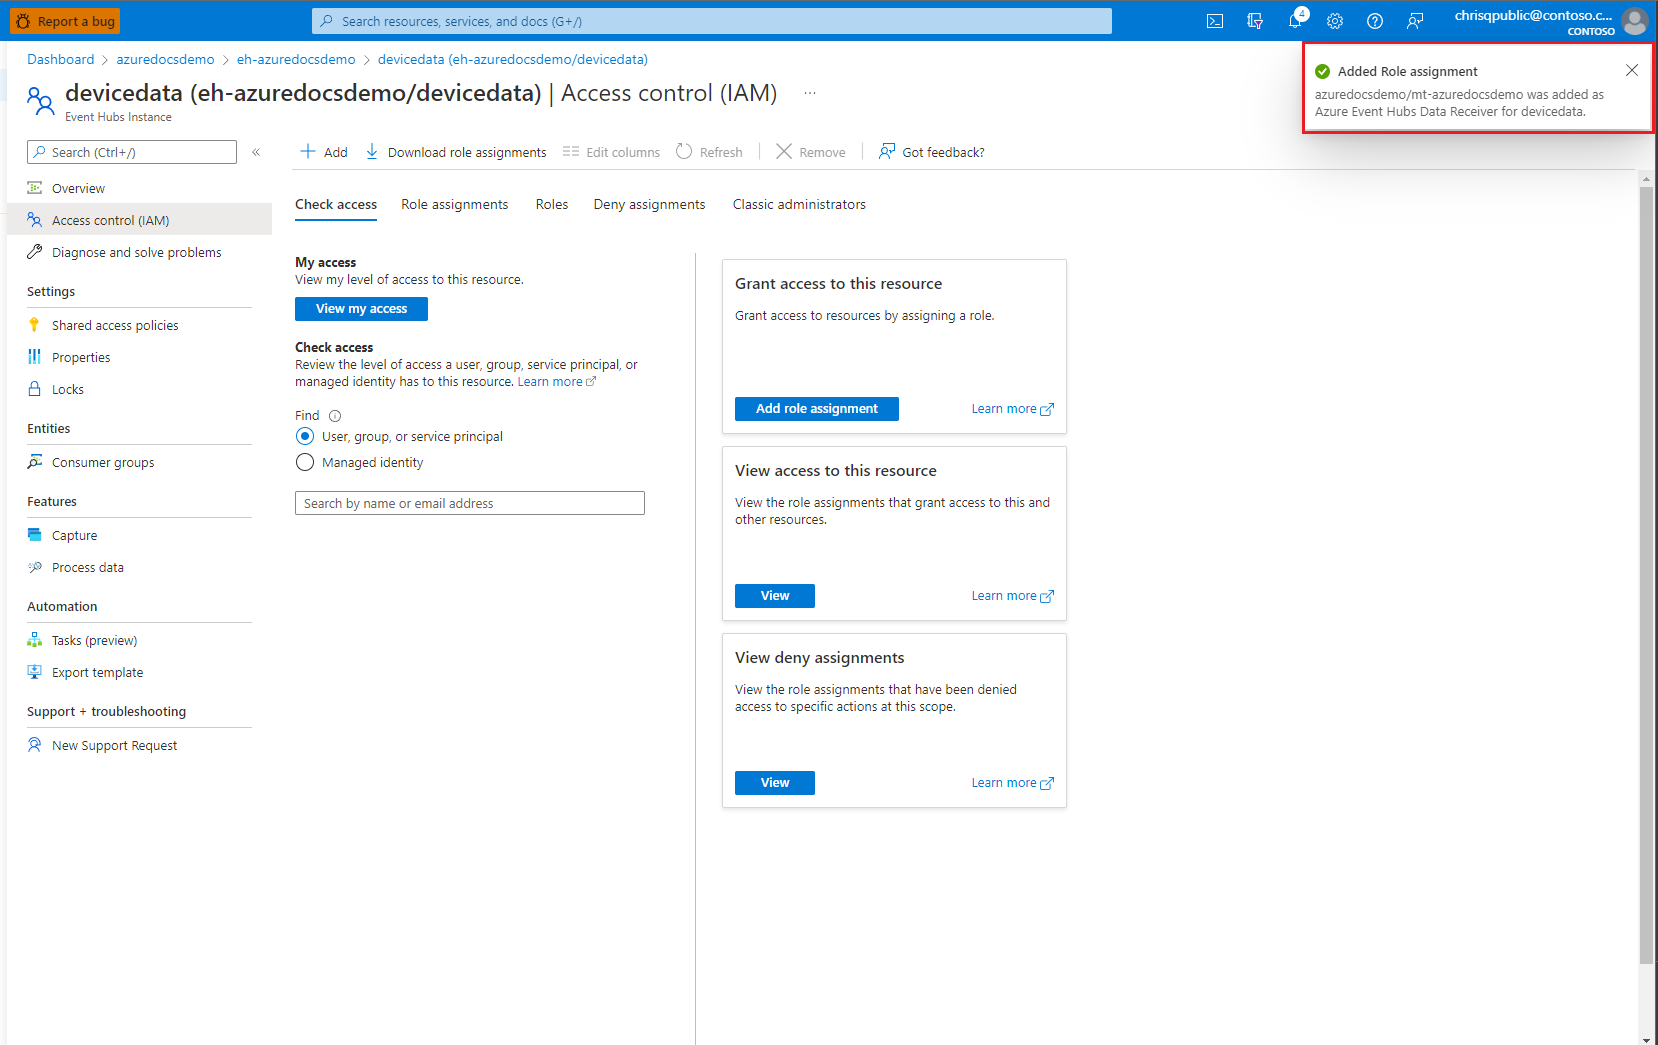 Report a bug
Search resources, services, and docs (G+/)
4
chrisqpublic@contoso.c...
CONTOSO
Dashboard > azuredocsdemo > eh-azuredocsdemo > devicedata (eh-azuredocsdemo/devicedata)
devicedata (eh-azuredocsdemo/devicedata) | Access control (IAM) ...
Event Hubs Instance
Added Role assignment
azuredocsdemo/mt-azuredocsdemo was added as
Azure Event Hubs Data Receiver for devicedata.
Search (Ctrl+/)
«
Overview
Access control (IAM)
Diagnose and solve problems
Settings
Shared access policies
Properties
Locks
Entities
Consumer groups
Features
Capture
Process data
Automation
Tasks (preview)
Export template
Support + troubleshooting
New Support Request
Add
Download role assignments
Edit columns
Refresh
Remove
Got feedback?
Check access
Role assignments
Roles
Deny assignments
Classic administrators
My access
View my level of access to this resource.
View my access
Check access
Review the level of access a user, group, service principal, or
managed identity has to this resource. Learn more
Find
User, group, or service principal
Managed identity
Search by name or email address
Grant access to this resource
Grant access to resources by assigning a role.
Add role assignment
Learn more
View access to this resource
View the role assignments that grant access to this and
other resources.
View
Learn more
View deny assignments
View the role assignments that have been denied
access to specific actions at this scope.
View
Learn more